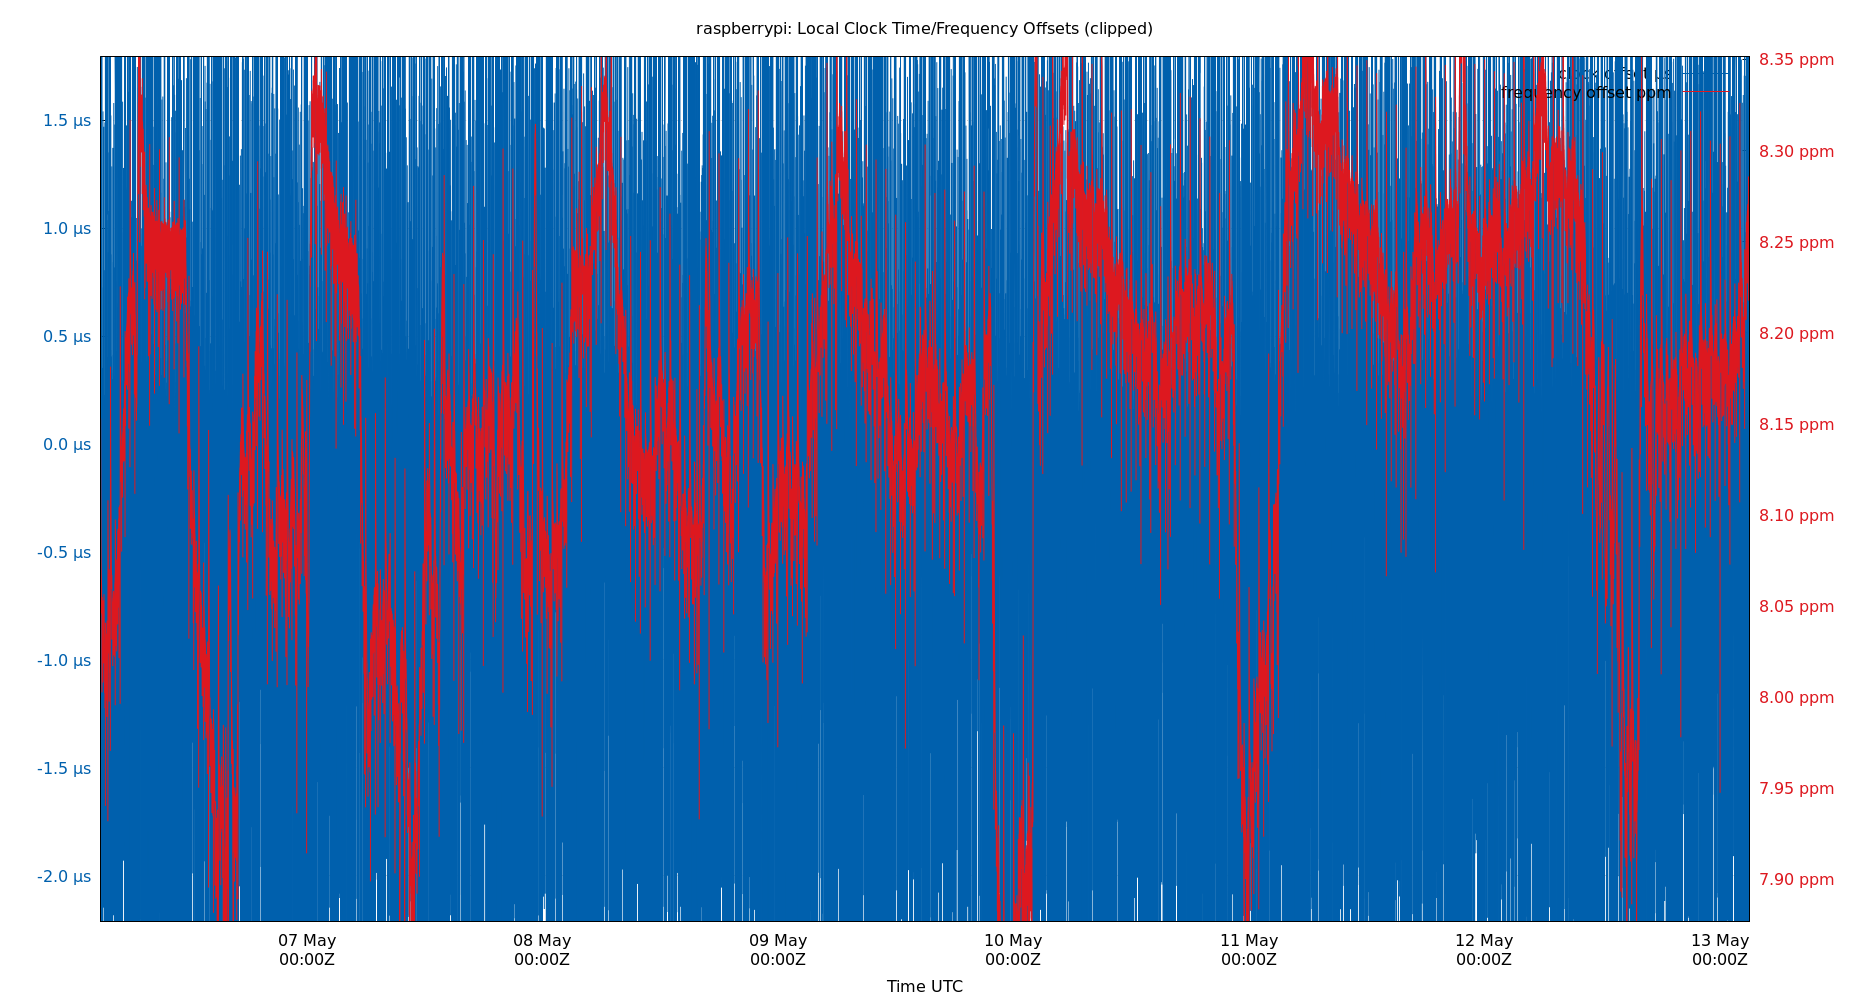 raspberrypi: Local Clock Time/Frequency Offsets (clipped)
8.35 ppm
clock offset µs
frequency offset ppm
1.5 µs
8.30 ppm
1.0 µs
8.25 ppm
0.5 µs
8.20 ppm
0.0 µs
8.15 ppm
8.10 ppm
-0.5 µs
8.05 ppm
-1.0 µs
8.00 ppm
-1.5 µs
7.95 ppm
-2.0 µs
7.90 ppm
07 May 08 May 09 May 10 May 11 May 12 May 13 May
00:00Z 00:00Z 00:00Z 00:00Z 00:00Z 00:00Z 00:00Z
Time UTC